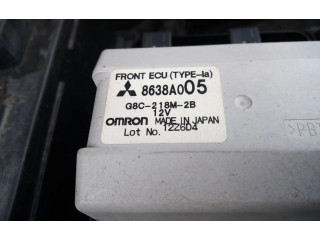 FRONT ECU (TYPE-Ia)
8638A005
G8C-218M-2B
12V
OMRON MADE IN JAPAN
Lot No. 122604